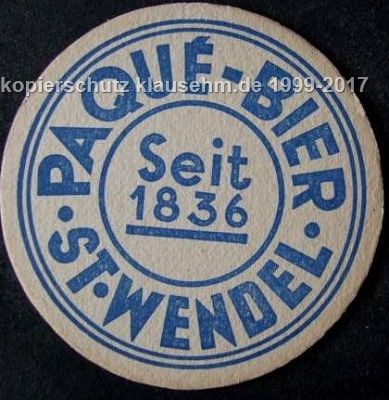 kopierschutz klausehm.de 1999-2017
PAQUÉ-BIER
Seit
1836
· ST·WENDEL ·